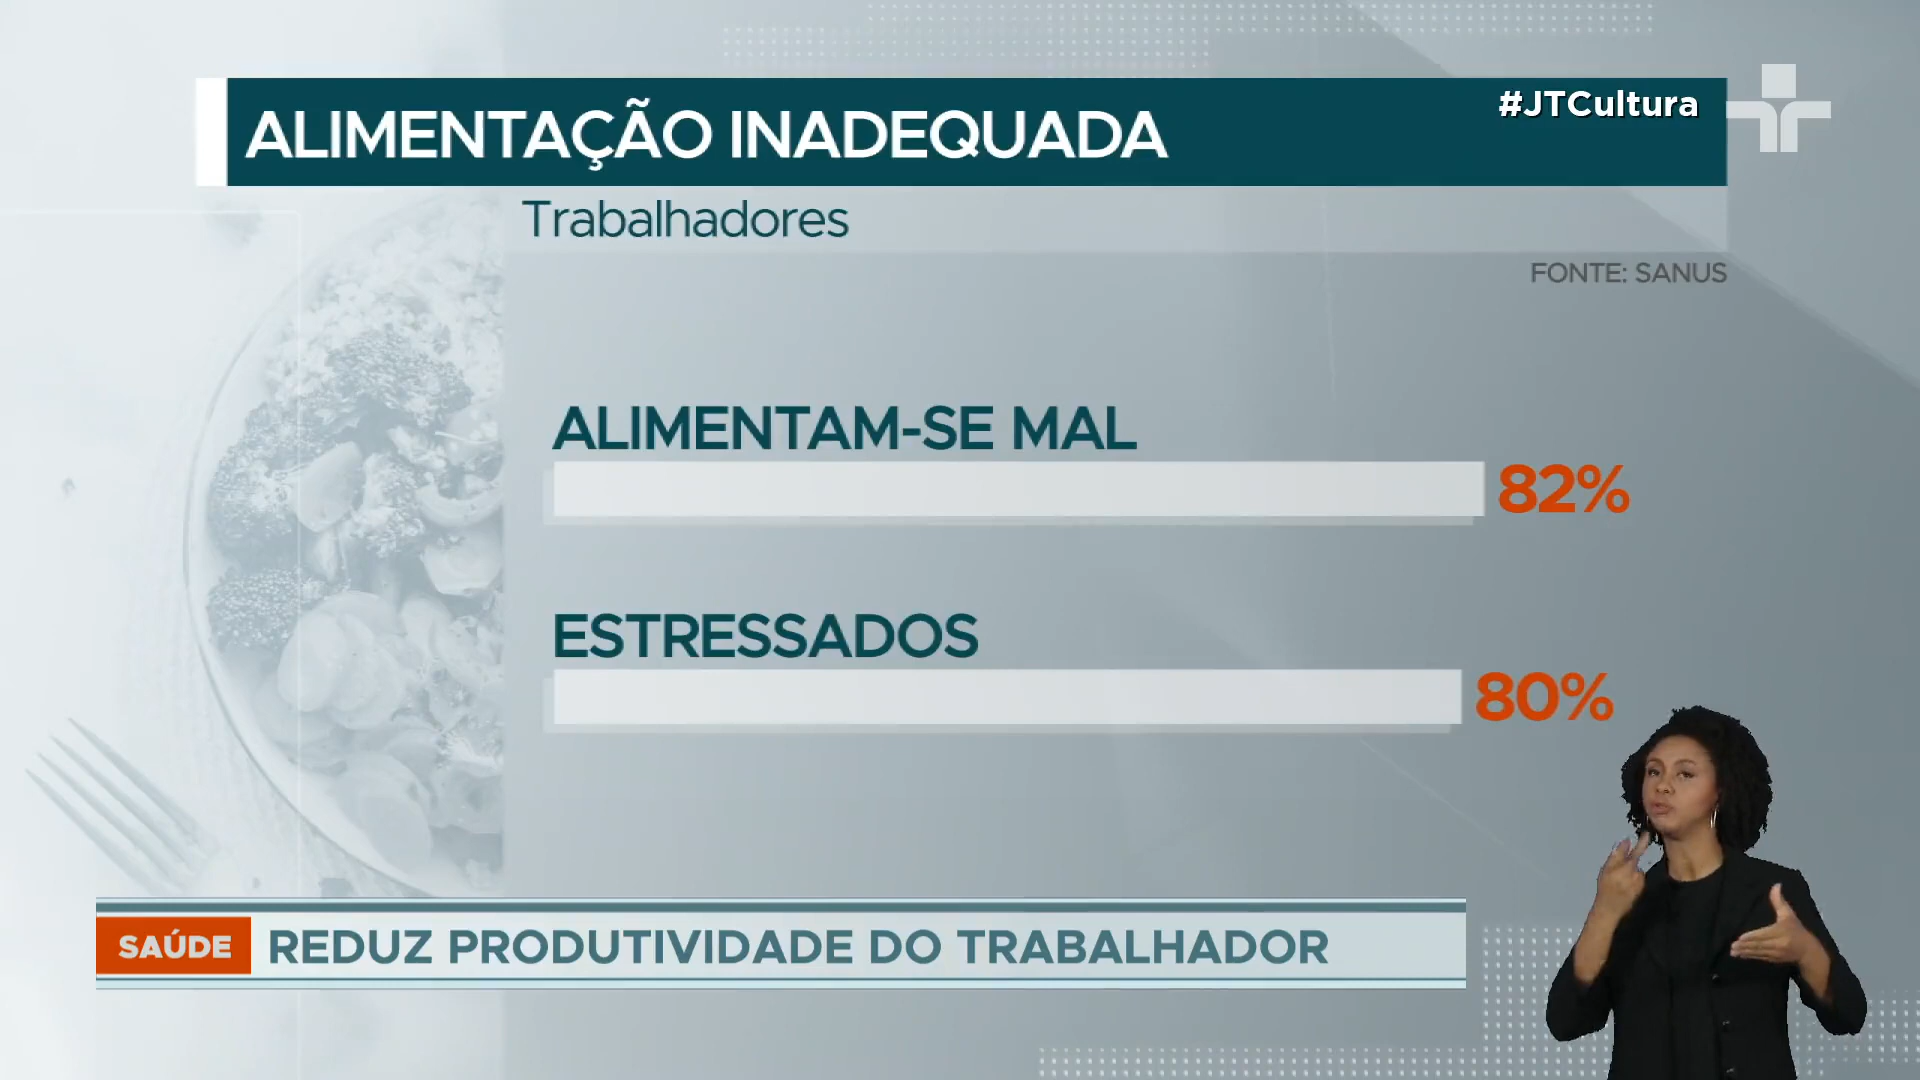 #JTCultura
ALIMENTAÇÃO INADEQUADA
Trabalhadores
FONTE: SANUS
ALIMENTAM-SE MAL
82%
ESTRESSADOS
80%
SAÚDE REDUZ PRODUTIVIDADE DO TRABALHADOR